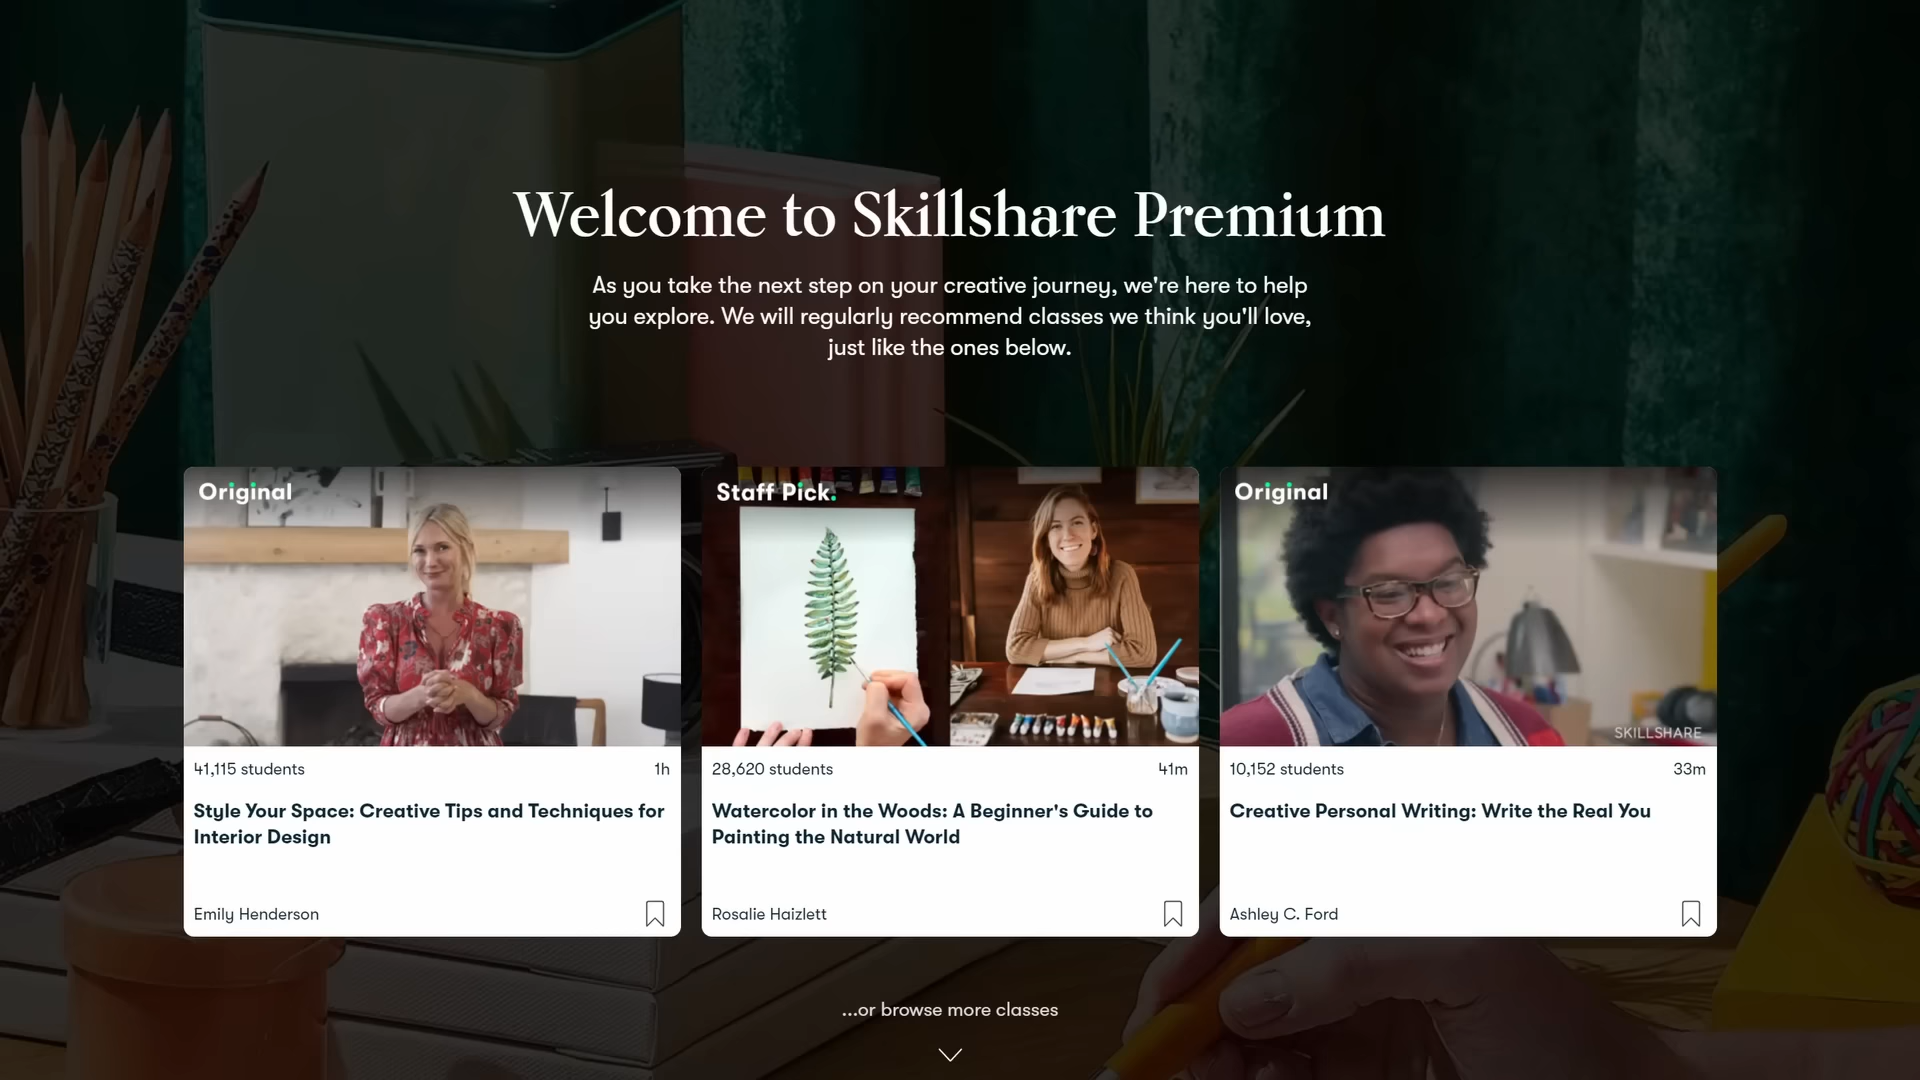 Welcome to Skillshare Premium
As you take the next step on your creative journey, we're here to help
you explore. We will regularly recommend classes we think you'll love,
just like the ones below.
Original
41,115 students 1h
Style Your Space: Creative Tips and Techniques for
Interior Design
Emily Henderson
Staff Pick.
28,620 students 41m
Watercolor in the Woods: A Beginner's Guide to
Painting the Natural World
Rosalie Haizlett
Original
SKILLSHARE
10,152 students 33m
Creative Personal Writing: Write the Real You
Ashley C. Ford
...or browse more classes